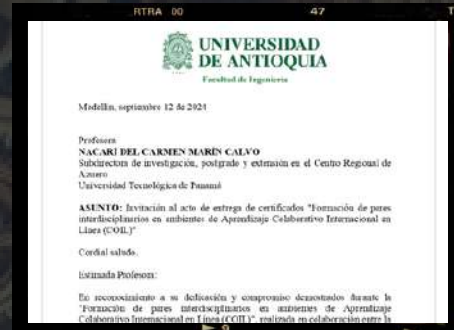 RTRA 00 47 T
UNIVERSIDAD
DE ANTIOQUIA
Facultad de Ingeniería
Medellín, septiembre 12 de 2024
Profesora
NACARÍ DEL CARMEN MARÍN CALVO
Subdirectora de investigación, postgrado y extensión en el Centro Regional de
Azuero
Universidad Tecnológica de Panamá
ASUNTO: Invitación al acto de entrega de certificados "Formación de pares
interdisciplinarios en ambientes de Aprendizaje Colaborativo Internacional en
Línea (COIL)"
Cordial saludo.
Estimada Profesora:
En reconocimiento a su dedicación y compromiso demostrados durante la
"Formación de pares interdisciplinarios en ambientes de Aprendizaje
Colaborativo Internacional en Línea (COIL)", realizada en colaboración entre la
9